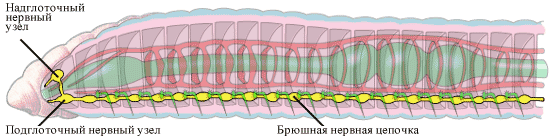 Надглоточный
нервный
узел
Подглоточный нервный узел
Брюшная нервная цепочка